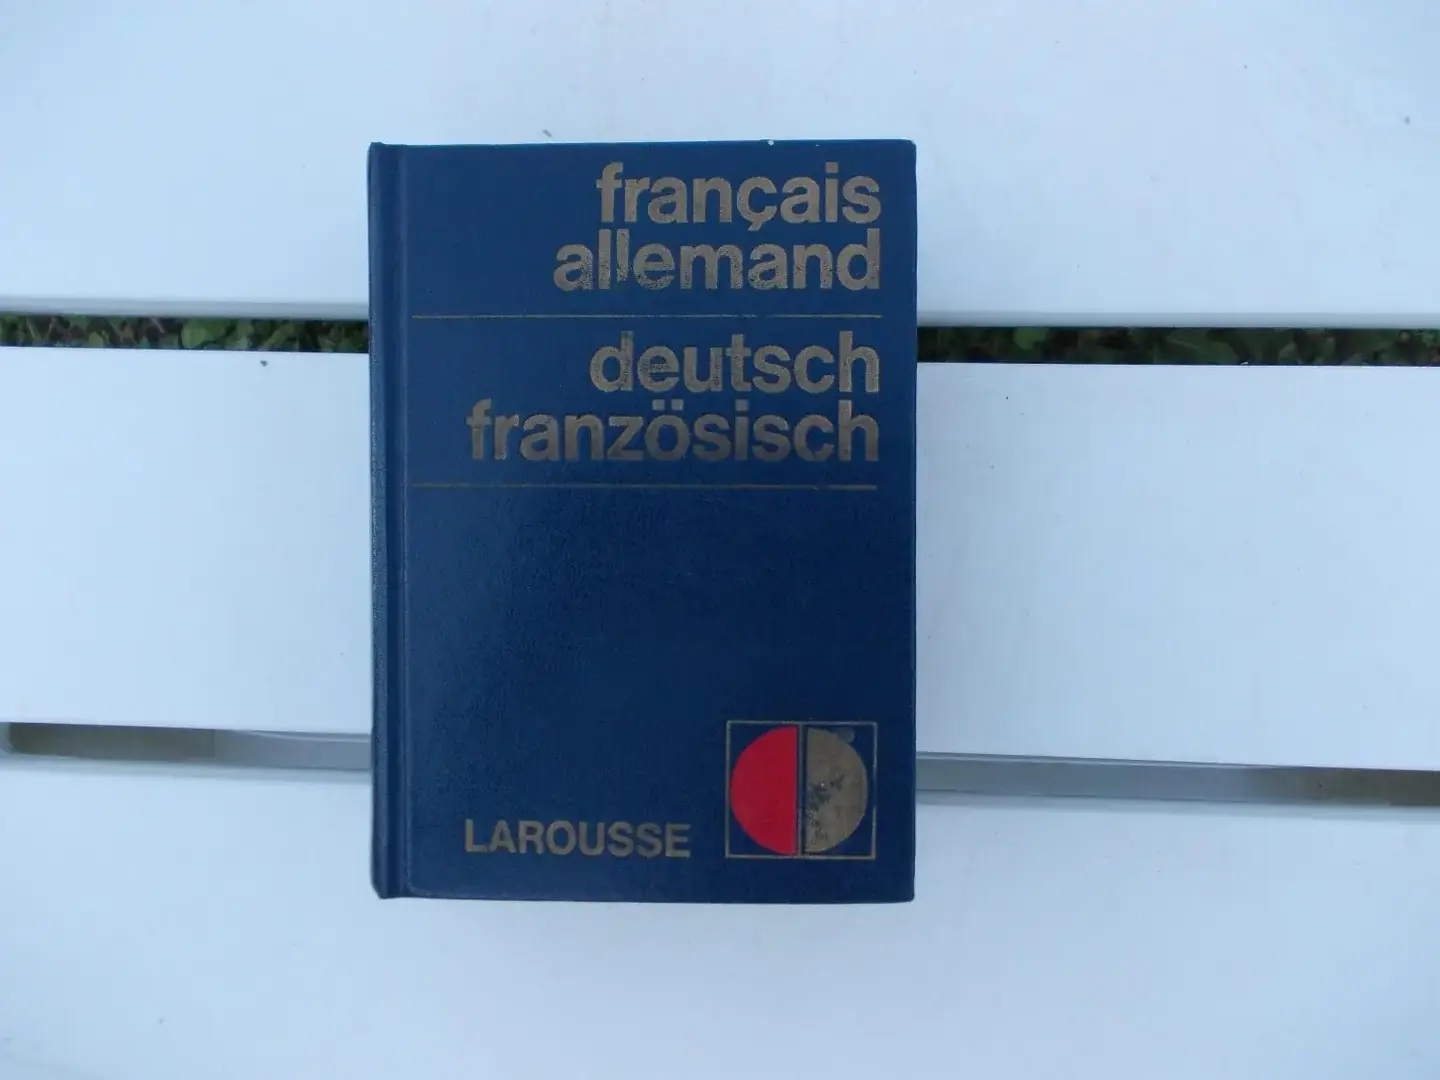 français
allemand
deutsch
französisch
LAROUSSE